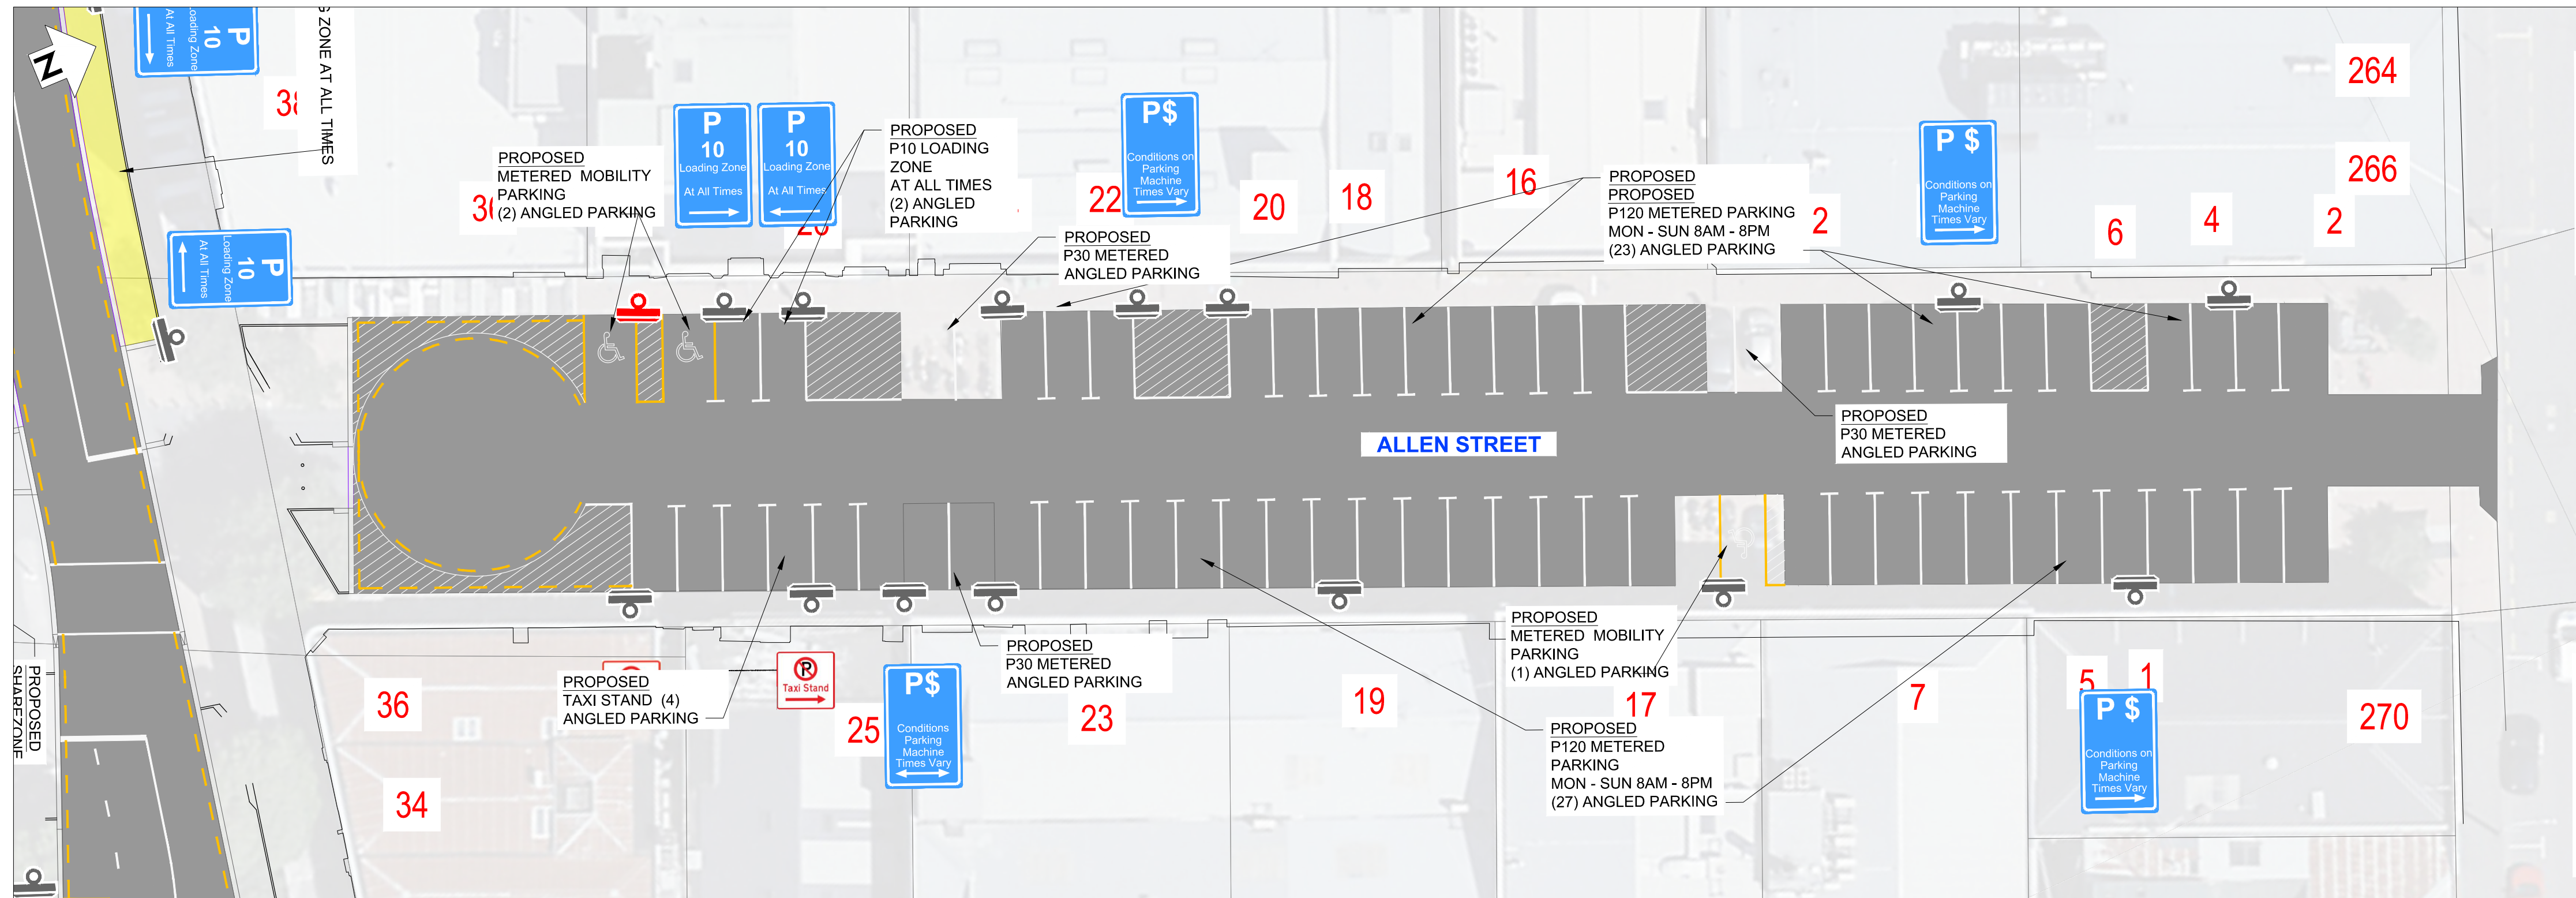 P
10
Loading Zone
At All Times
G ZONE AT ALL TIMES
N
38
264
P
10
Loading Zone
At All Times
P
10
Loading Zone
At All Times
PROPOSED
P10 LOADING
ZONE
AT ALL TIMES
(2) ANGLED
PARKING
P$
Conditions on
Parking
Machine
Times Vary
P $
Conditions on
Parking
Machine
Times Vary
PROPOSED
METERED MOBILITY
PARKING
(2) ANGLED PARKING
22
20
18
16
PROPOSED
PROPOSED
P120 METERED PARKING
MON - SUN 8AM - 8PM
(23) ANGLED PARKING
2
6
4
2
266
P
10
Loading Zone
At All Times
PROPOSED
P30 METERED
ANGLED PARKING
ALLEN STREET
PROPOSED
P30 METERED
ANGLED PARKING
PROPOSED
SHAREZONE
36
34
PROPOSED
TAXI STAND (4)
ANGLED PARKING
P
Taxi Stand
25
P$
Conditions
Parking
Machine
Times Vary
PROPOSED
P30 METERED
ANGLED PARKING
23
19
PROPOSED
METERED MOBILITY
PARKING
(1) ANGLED PARKING
17
PROPOSED
P120 METERED
PARKING
MON - SUN 8AM - 8PM
(27) ANGLED PARKING
7
5
1
P $
Conditions on
Parking
Machine
Times Vary
270